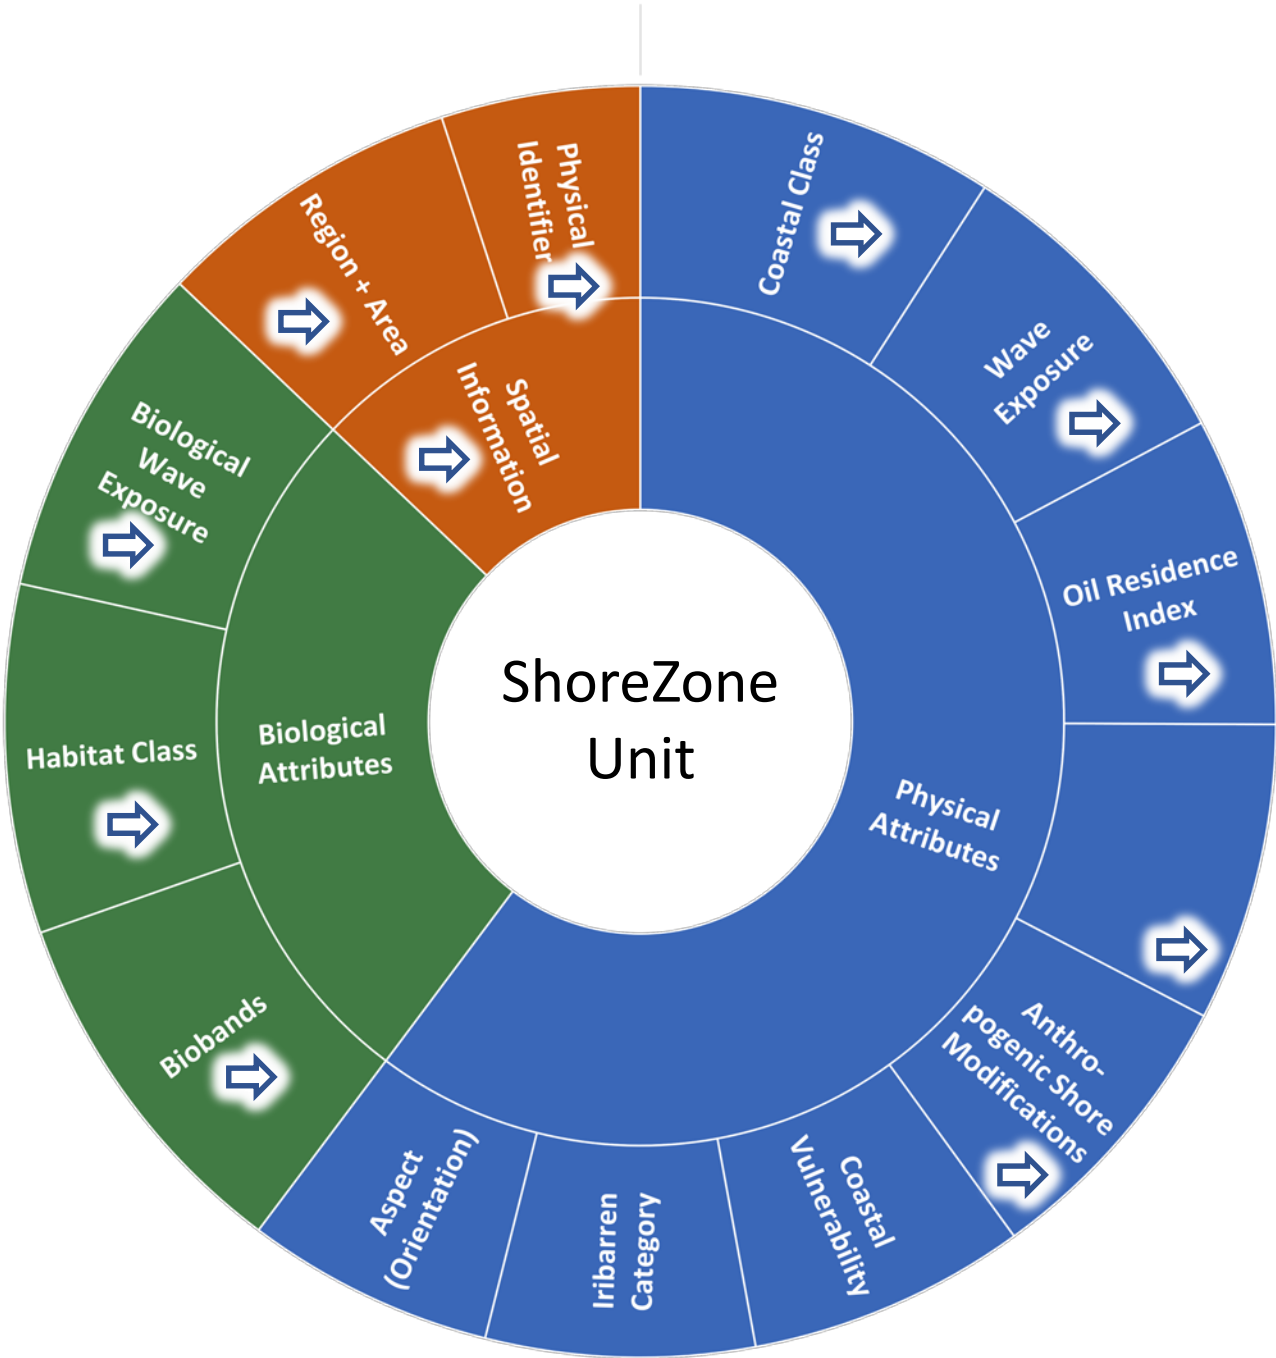 ShoreZone
Unit
Physical
Attributes
Coastal Class
Wave
Exposure
Oil Residence
Index
Anthro-
pogenic Shore
Modifications
Coastal
Vulnerability
Iribarren
Category
Aspect
(Orientation)
Biological
Attributes
Biobands
Habitat Class
Biological
Wave
Exposure
Spatial
Information
Region + Area
Physical
Identifier